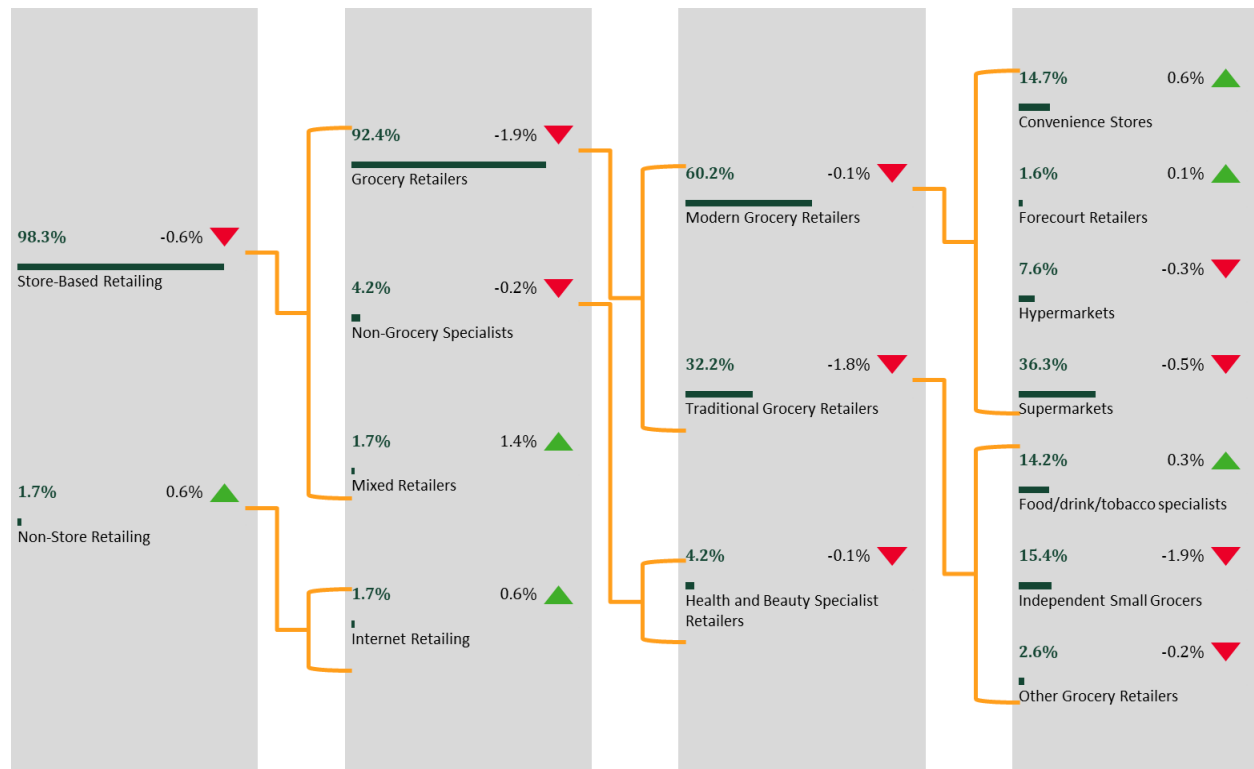 98.3% -0.6%
Store-Based Retailing
1.7% 0.6%
Non-Store Retailing
92.4% -1.9%
Grocery Retailers
4.2% -0.2%
Non-Grocery Specialists
1.7% 1.4%
Mixed Retailers
1.7% 0.6%
Internet Retailing
60.2% -0.1%
Modern Grocery Retailers
32.2% -1.8%
Traditional Grocery Retailers
4.2% -0.1%
Health and Beauty Specialist
Retailers
14.7% 0.6%
Convenience Stores
1.6% 0.1%
Forecourt Retailers
7.6% -0.3%
Hypermarkets
36.3% -0.5%
Supermarkets
14.2% 0.3%
Food/drink/tobacco specialists
15.4% -1.9%
Independent Small Grocers
2.6% -0.2%
Other Grocery Retailers